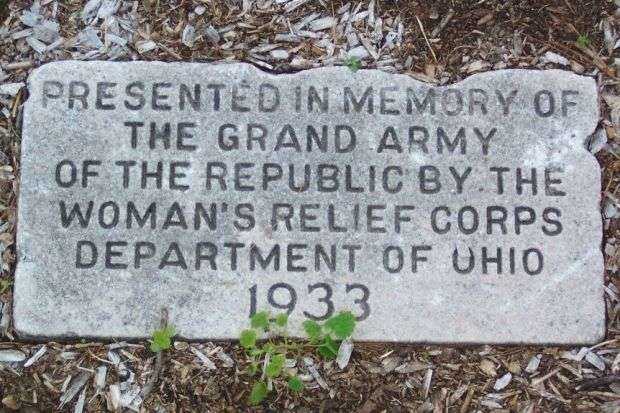 PRESENTED IN MEMORY OF
THE GRAND ARMY
OF THE REPUBLIC BY THE
WOMAN'S RELIEF CORPS
DEPARTMENT OF OHIO
1933